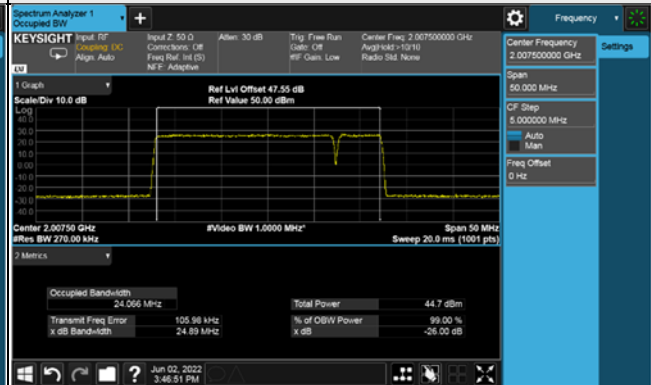 Spectrum Analyzer 1
Occupied BW
Frequency
KEYSIGHT
Input: RF
Coupling: DC
Align: Auto
Input Z: 50 Ω
Corrections: Off
Freq Ref: Int (S)
NFE: Adaptive
Atten: 30 dB
Trig: Free Run
Gate: Off
#IF Gain: Low
Center Freq: 2.007500000 GHz
Avg|Hold:>10/10
Radio Std: None
Center Frequency
2.007500000 GHz
Settings
Span
50.000 MHz
CF Step
5.000000 MHz
Auto
Man
Freq Offset
0 Hz
1 Graph
Scale/Div 10.0 dB
Ref Lvl Offset 47.55 dB
Ref Value 50.00 dBm
Log
40.0
30.0
20.0
10.0
0.00
-10.0
-20.0
-30.0
-40.0
Center 2.00750 GHz
#Video BW 1.0000 MHz*
Span 50 MHz
#Res BW 270.00 kHz
Sweep 20.0 ms (1001 pts)
2 Metrics
Occupied Bandwidth
24.066 MHz
Total Power
44.7 dBm
Transmit Freq Error
105.98 kHz
% of OBW Power
99.00 %
x dB Bandwidth
24.89 MHz
x dB
-26.00 dB
?
Jun 02, 2022
3:46:51 PM